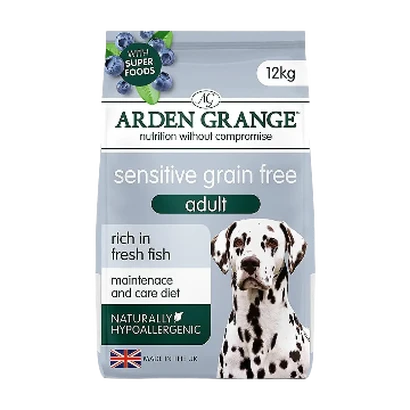 WITH
SUPER
FOODS
12kg
AG
ARDEN GRANGE
nutrition without compromise
sensitive grain free
adult
rich in
fresh fish
maintenace
and care diet
NATURALLY
HYPOALLERGENIC
MADE IN THE UK